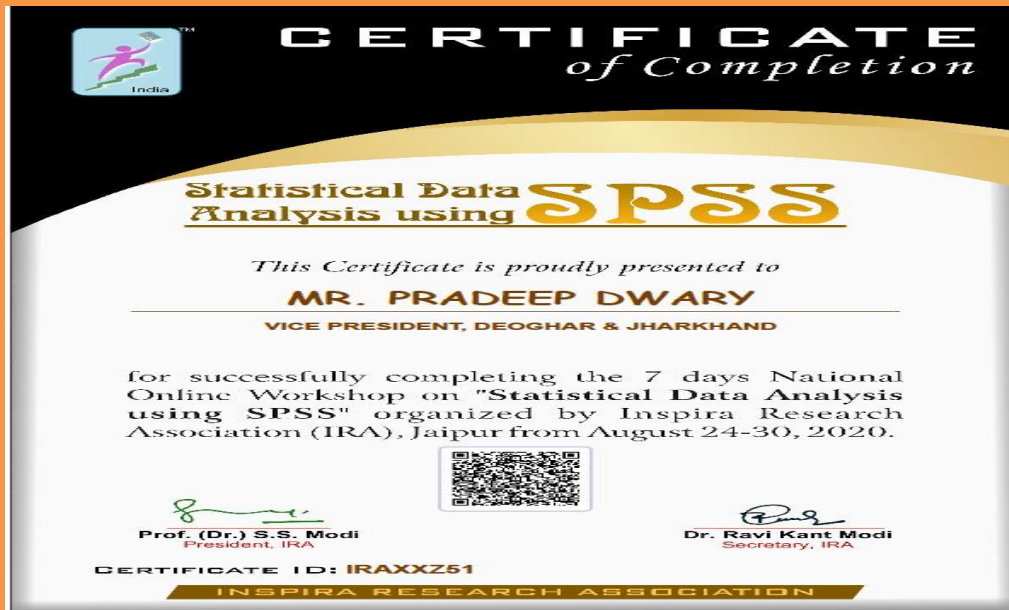 TM
India
CERTIFICATE
of Completion
Statistical Data
Analysis using SPSS
This Certificate is proudly presented to
MR. PRADEEP DWARY
VICE PRESIDENT, DEOGHAR & JHARKHAND
for successfully completing the 7 days National
Online Workshop on "Statistical Data Analysis
using SPSS" organized by Inspira Research
Association (IRA), Jaipur from August 24-30, 2020.
Prof. (Dr.) S.S. Modi
President, IRA
Dr. Ravi Kant Modi
Secretary, IRA
CERTIFICATE ID: IRAXXZ51
INSPIRA RESEARCH ASSOCIATION